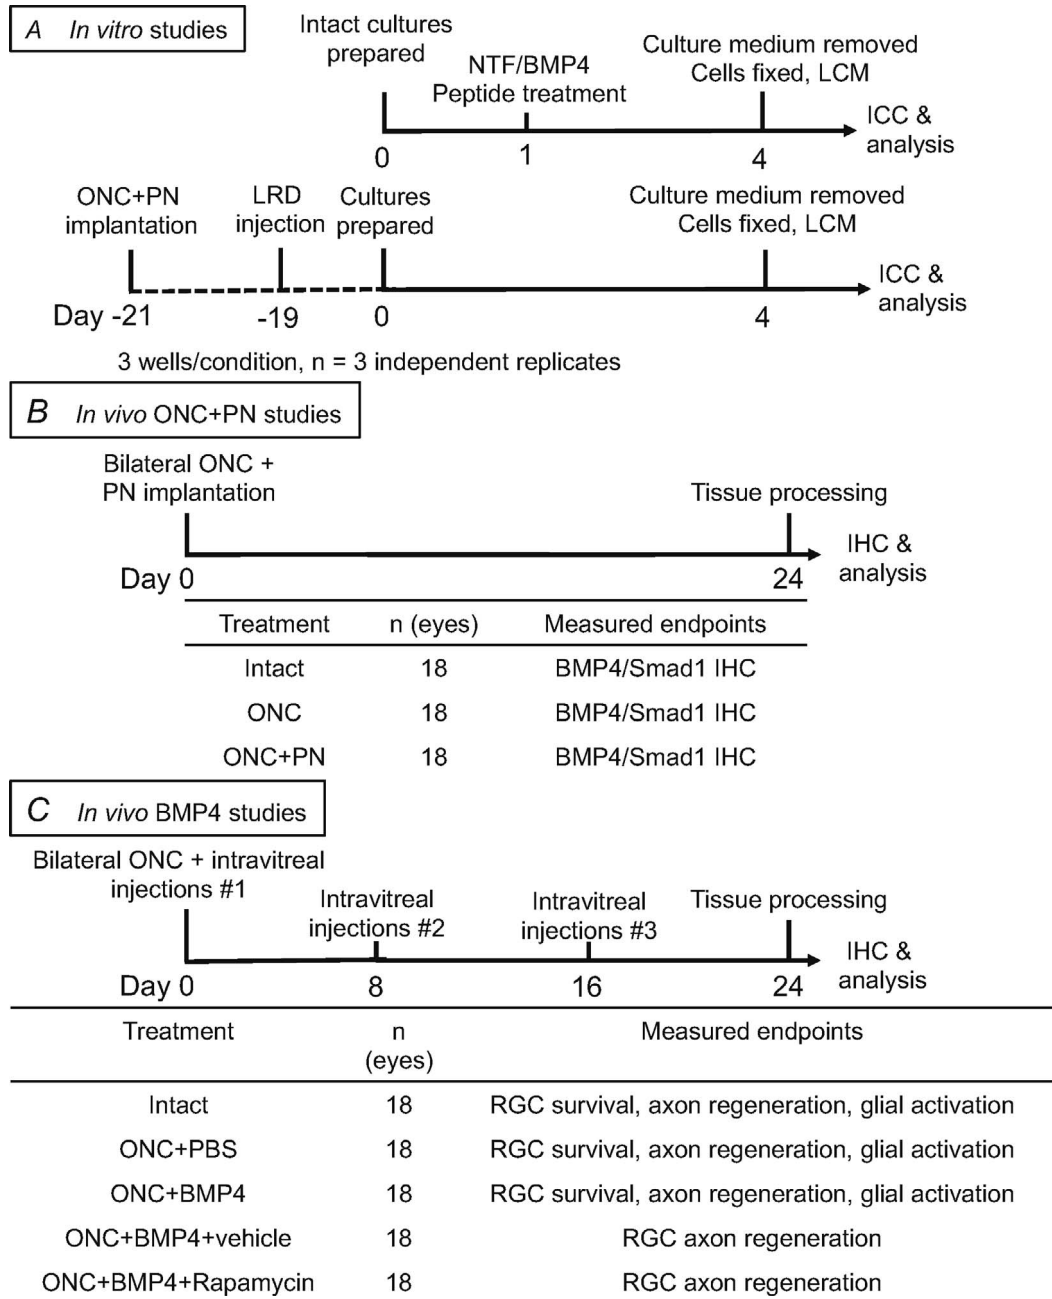 A In vitro studies
Intact cultures
prepared
NTF/BMP4
Peptide treatment
Culture medium removed
Cells fixed, LCM
ICC &
analysis
0
1
4
ONC+PN
implantation
LRD
injection
Cultures
prepared
Culture medium removed
Cells fixed, LCM
ICC &
analysis
Day -21
-19
0
4
3 wells/condition, n = 3 independent replicates
B In vivo ONC+PN studies
Bilateral ONC +
PN implantation
Tissue processing
IHC &
analysis
Day 0
24
Treatment n (eyes) Measured endpoints
Intact 18 BMP4/Smad1 IHC
ONC 18 BMP4/Smad1 IHC
ONC+PN 18 BMP4/Smad1 IHC
C In vivo BMP4 studies
Bilateral ONC + intravitreal
injections #1
Intravitreal
injections #2
Intravitreal
injections #3
Tissue processing
IHC &
analysis
Day 0
8
16
24
Treatment n Measured endpoints
(eyes)
Intact 18 RGC survival, axon regeneration, glial activation
ONC+PBS 18 RGC survival, axon regeneration, glial activation
ONC+BMP4 18 RGC survival, axon regeneration, glial activation
ONC+BMP4+vehicle 18 RGC axon regeneration
ONC+BMP4+Rapamycin 18 RGC axon regeneration